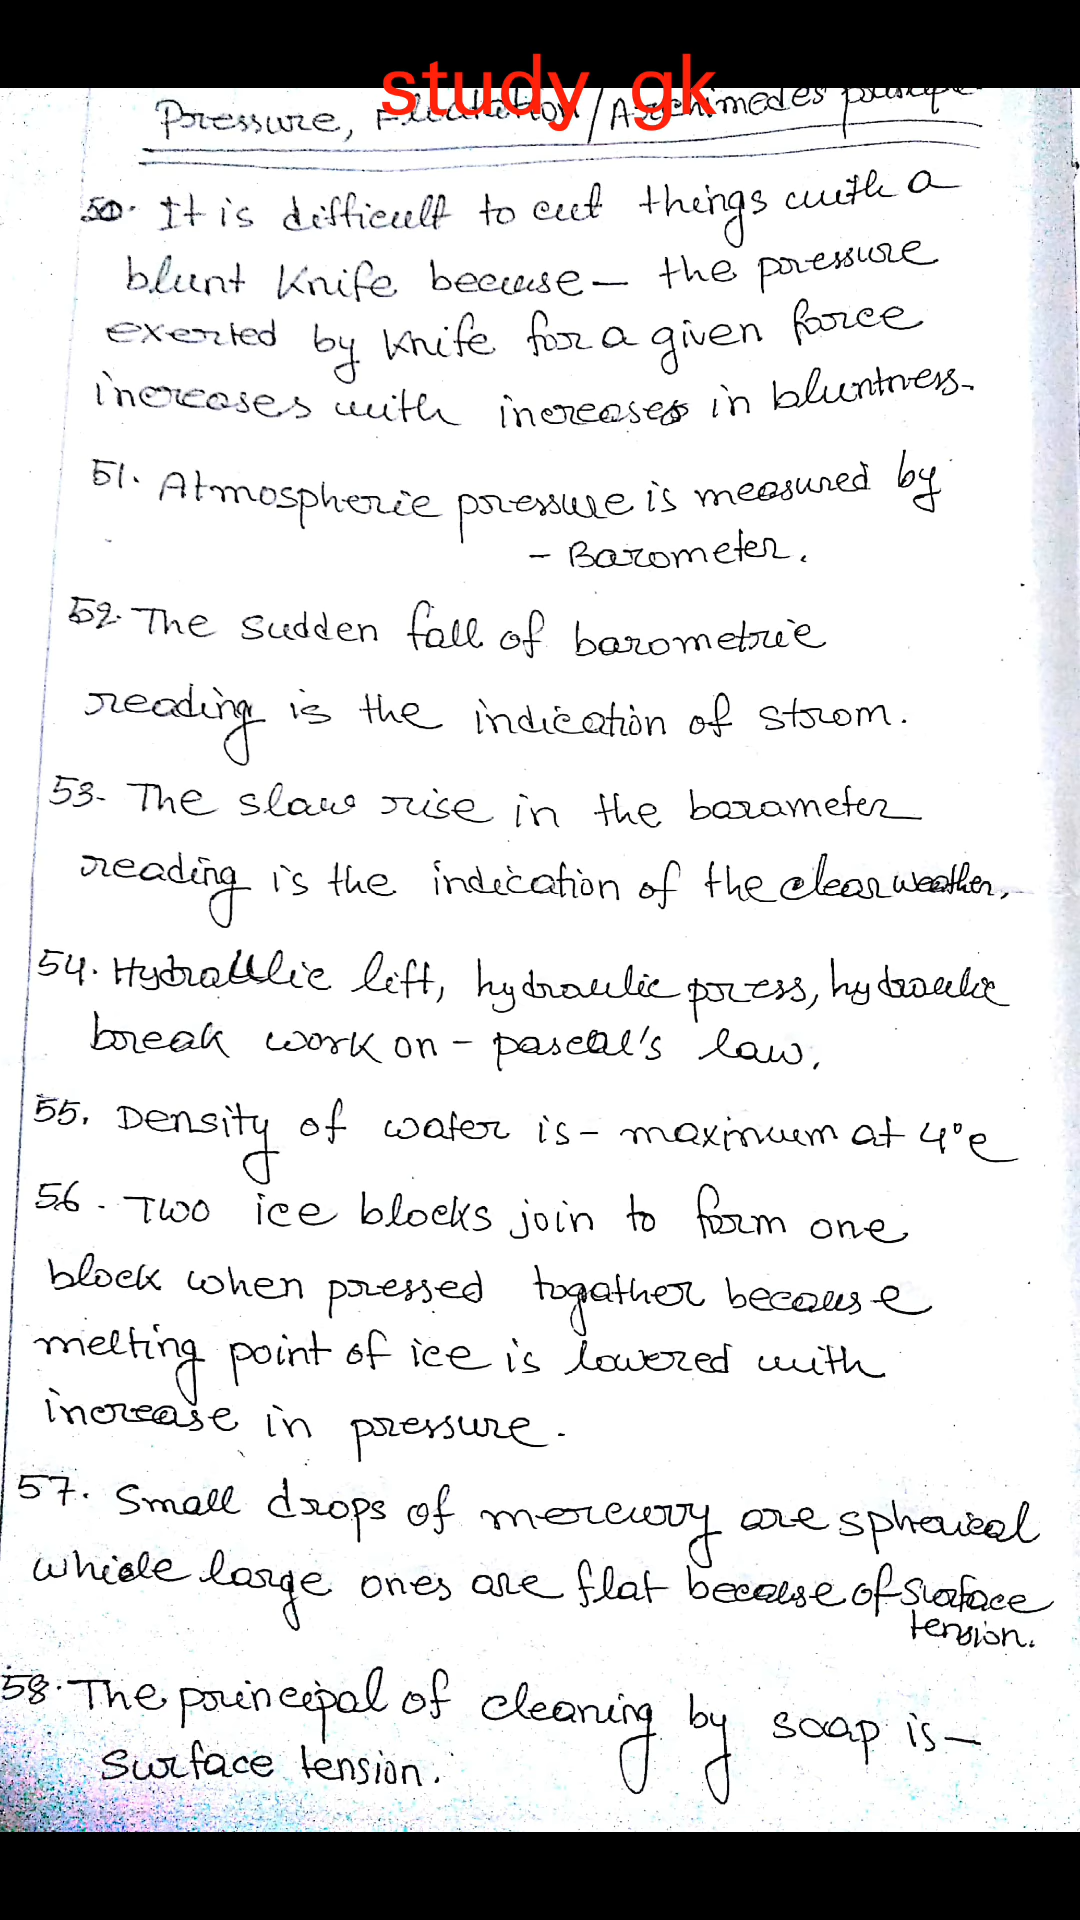 study gk
Pressure, Floatation/Archimedes princip
50. It is difficult to cut things with a
blunt Knife becuse – the pressure
exerted by Knife for a given force
increases with increases in bluntness.
51. Atmospheric pressure is measured by
– Barometer.
52. The sudden fall of barometric
reading is the indication of strom.
53. The slaw rise in the barameter
reading is the indication of the clear weather.
54. Hydraulic lift, hydraulic press, hydraulic
break work on – pascal's law.
55. Density of water is – maximum at 4°c
56. Two ice blocks join to form one
block when pressed togather because
melting point of ice is lowered with
increase in pressure.
57. Small drops of mercury are spherical
while large ones are flat because of surface
tension.
58. The principal of cleaning by soap is –
Surface tension.